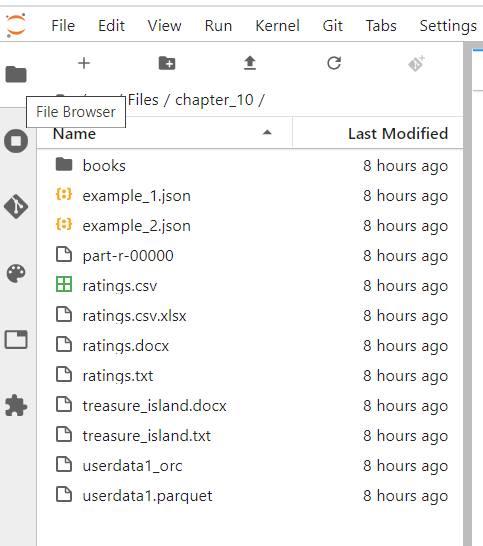 File Edit View Run Kernel Git Tabs Settings
/ Files / chapter_10 /
File Browser
Name Last Modified
books 8 hours ago
example_1.json 8 hours ago
example_2.json 8 hours ago
part-r-00000 8 hours ago
ratings.csv 8 hours ago
ratings.csv.xlsx 8 hours ago
ratings.docx 8 hours ago
ratings.txt 8 hours ago
treasure_island.docx 8 hours ago
treasure_island.txt 8 hours ago
userdata1_orc 8 hours ago
userdata1.parquet 8 hours ago